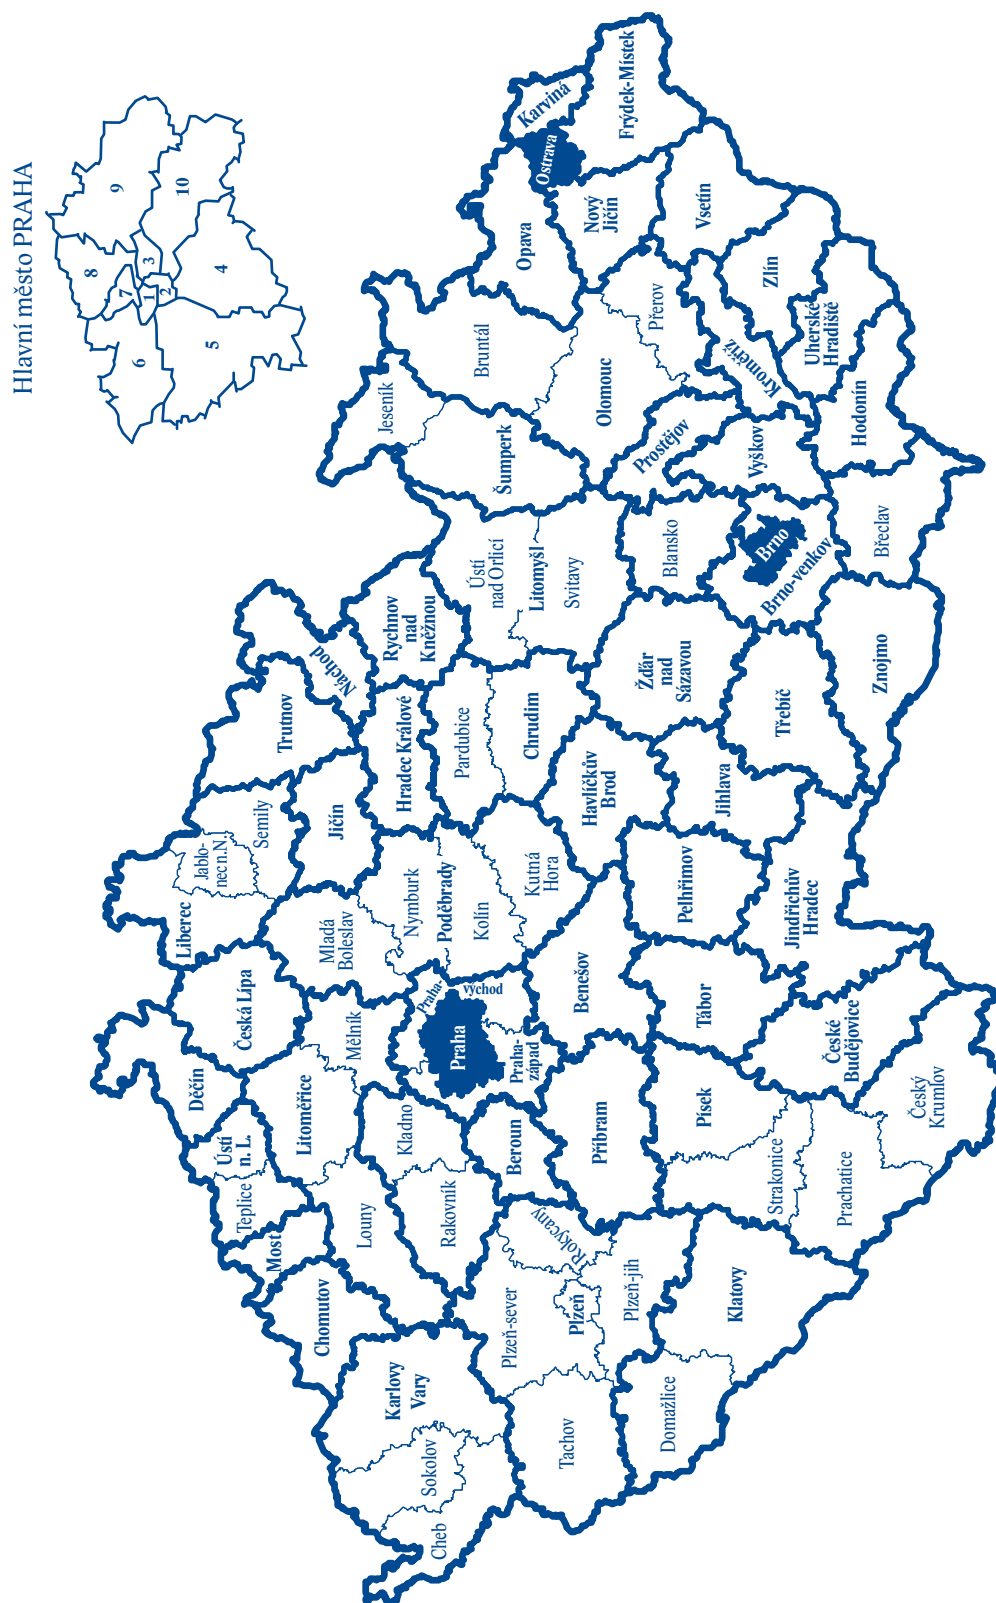 Hlavní město PRAHA
9
8
10
7
3
1
2
6
4
5
Děčín
Liberec
Jablo-
nec n.N.
Semily
Trutnov
Náchod
Ústí
n. L.
Teplice
Česká Lípa
Most
Chomutov
Litoměřice
Louny
Mělník
Mladá
Boleslav
Jičín
Hradec Králové
Rychnov
nad
Kněžnou
Jeseník
Šumperk
Bruntál
Opava
Karviná
Ostrava
Frýdek-Místek
Nový
Jičín
Cheb
Sokolov
Karlovy
Vary
Rakovník
Kladno
Praha
Praha-
východ
Praha-
západ
Nymburk
Poděbrady
Kolín
Kutná
Hora
Pardubice
Chrudim
Ústí
nad Orlicí
Litomyšl
Svitavy
Tachov
Plzeň-sever
Plzeň
Plzeň-jih
Rokycany
Beroun
Příbram
Benešov
Havlíčkův
Brod
Žďár
nad
Sázavou
Blansko
Prostějov
Olomouc
Přerov
Vsetín
Domažlice
Klatovy
Písek
Strakonice
Prachatice
Tábor
Pelhřimov
Jihlava
Třebíč
Brno
Brno-venkov
Vyškov
Kroměříž
Zlín
Uherské
Hradiště
Hodonín
Břeclav
Znojmo
Jindřichův
Hradec
České
Budějovice
Český
Krumlov